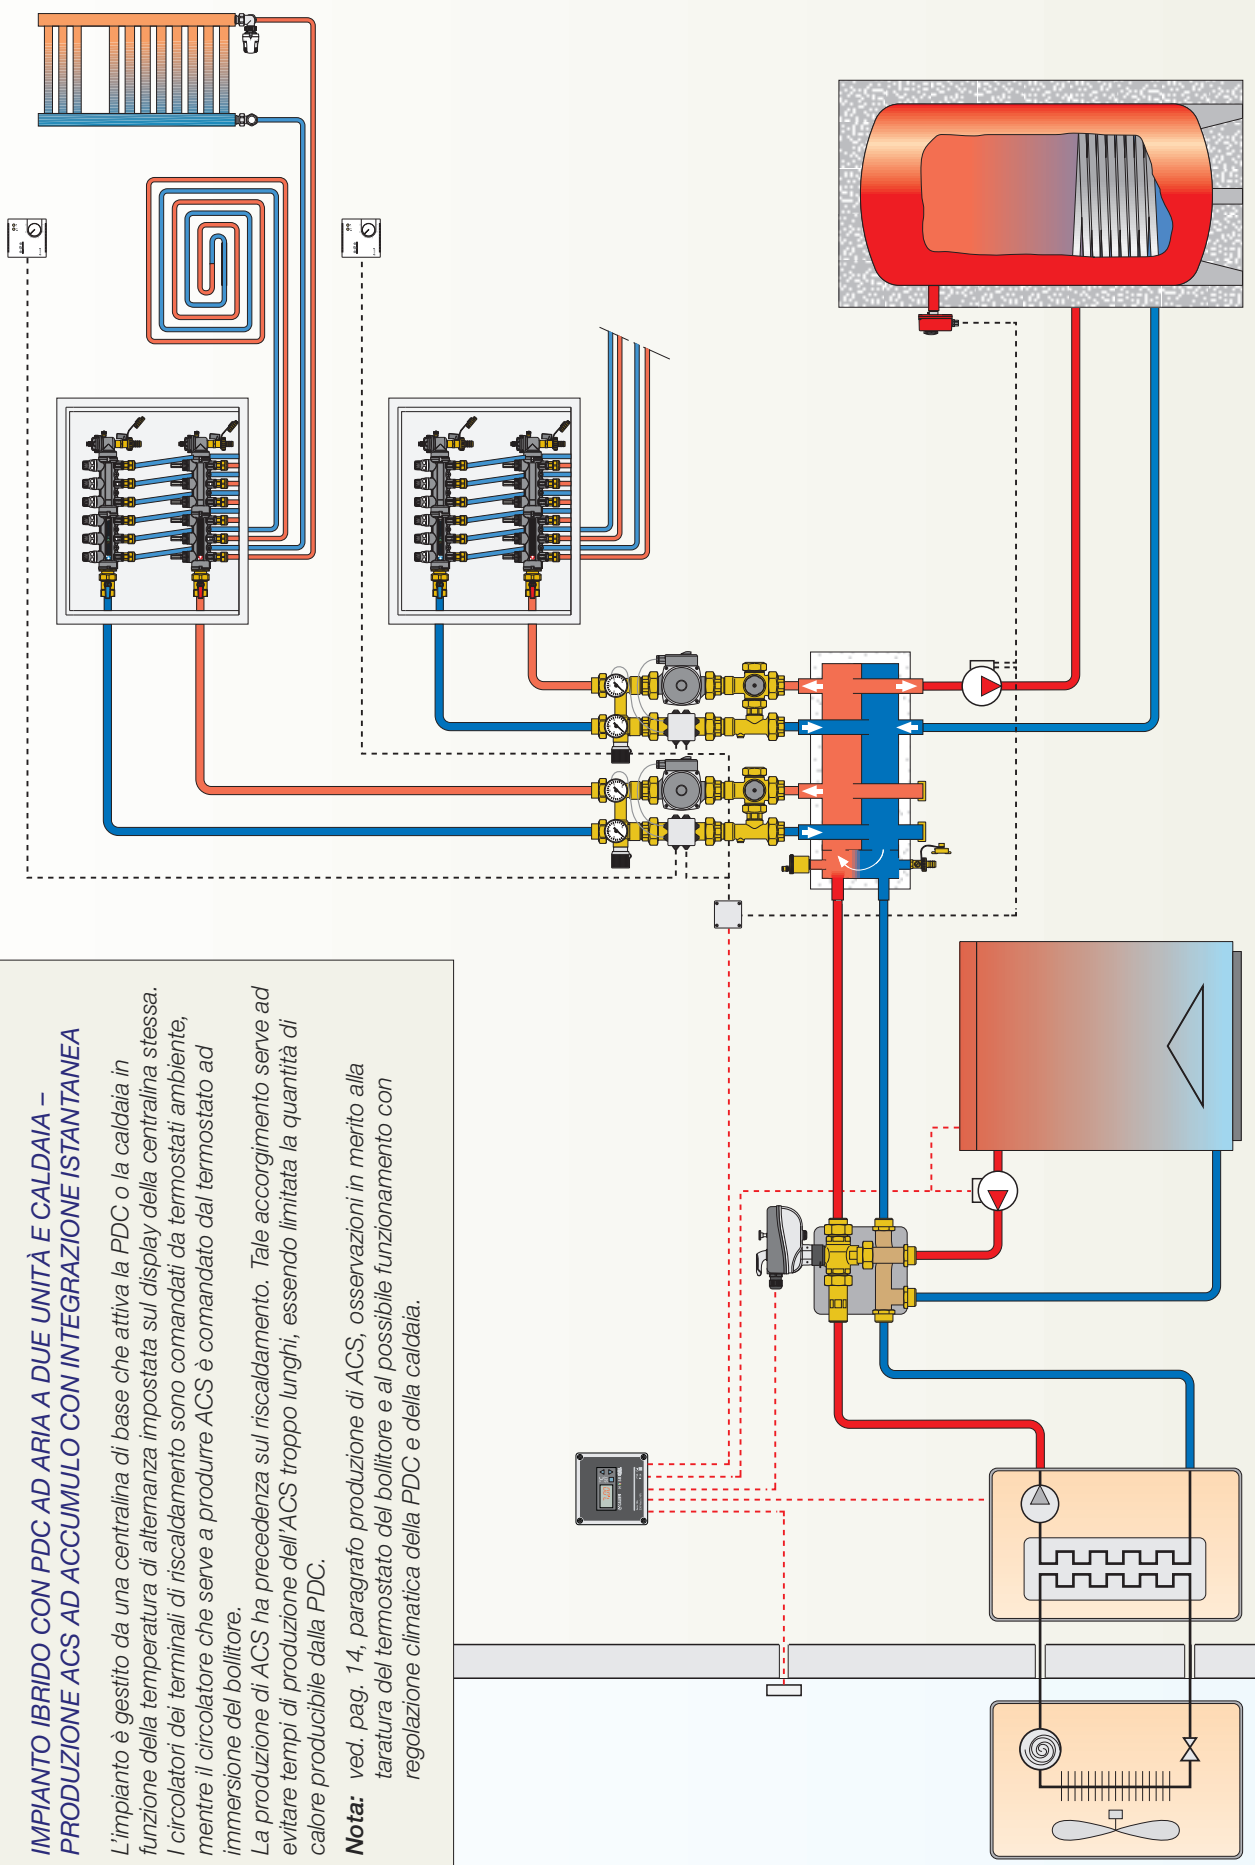 IMPIANTO IBRIDO CON PDC AD ARIA A DUE UNITÀ E CALDAIA –
PRODUZIONE ACS AD ACCUMULO CON INTEGRAZIONE ISTANTANEA
L'impianto è gestito da una centralina di base che attiva la PDC o la caldaia in
funzione della temperatura di alternanza impostata sul display della centralina stessa.
I circolatori dei terminali di riscaldamento sono comandati da termostati ambiente,
mentre il circolatore che serve a produrre ACS è comandato dal termostato ad
immersione del bollitore.
La produzione di ACS ha precedenza sul riscaldamento. Tale accorgimento serve ad
evitare tempi di produzione dell'ACS troppo lunghi, essendo limitata la quantità di
calore producibile dalla PDC.
Nota: ved. pag. 14, paragrafo produzione di ACS, osservazioni in merito alla
taratura del termostato del bollitore e al possibile funzionamento con
regolazione climatica della PDC e della caldaia.